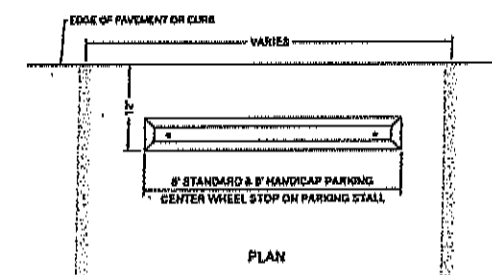 EDGE OF PAVEMENT OR CURB
VARIES
12"
6' STANDARD & 5' HANDICAP PARKING
CENTER WHEEL STOP ON PARKING STALL
PLAN